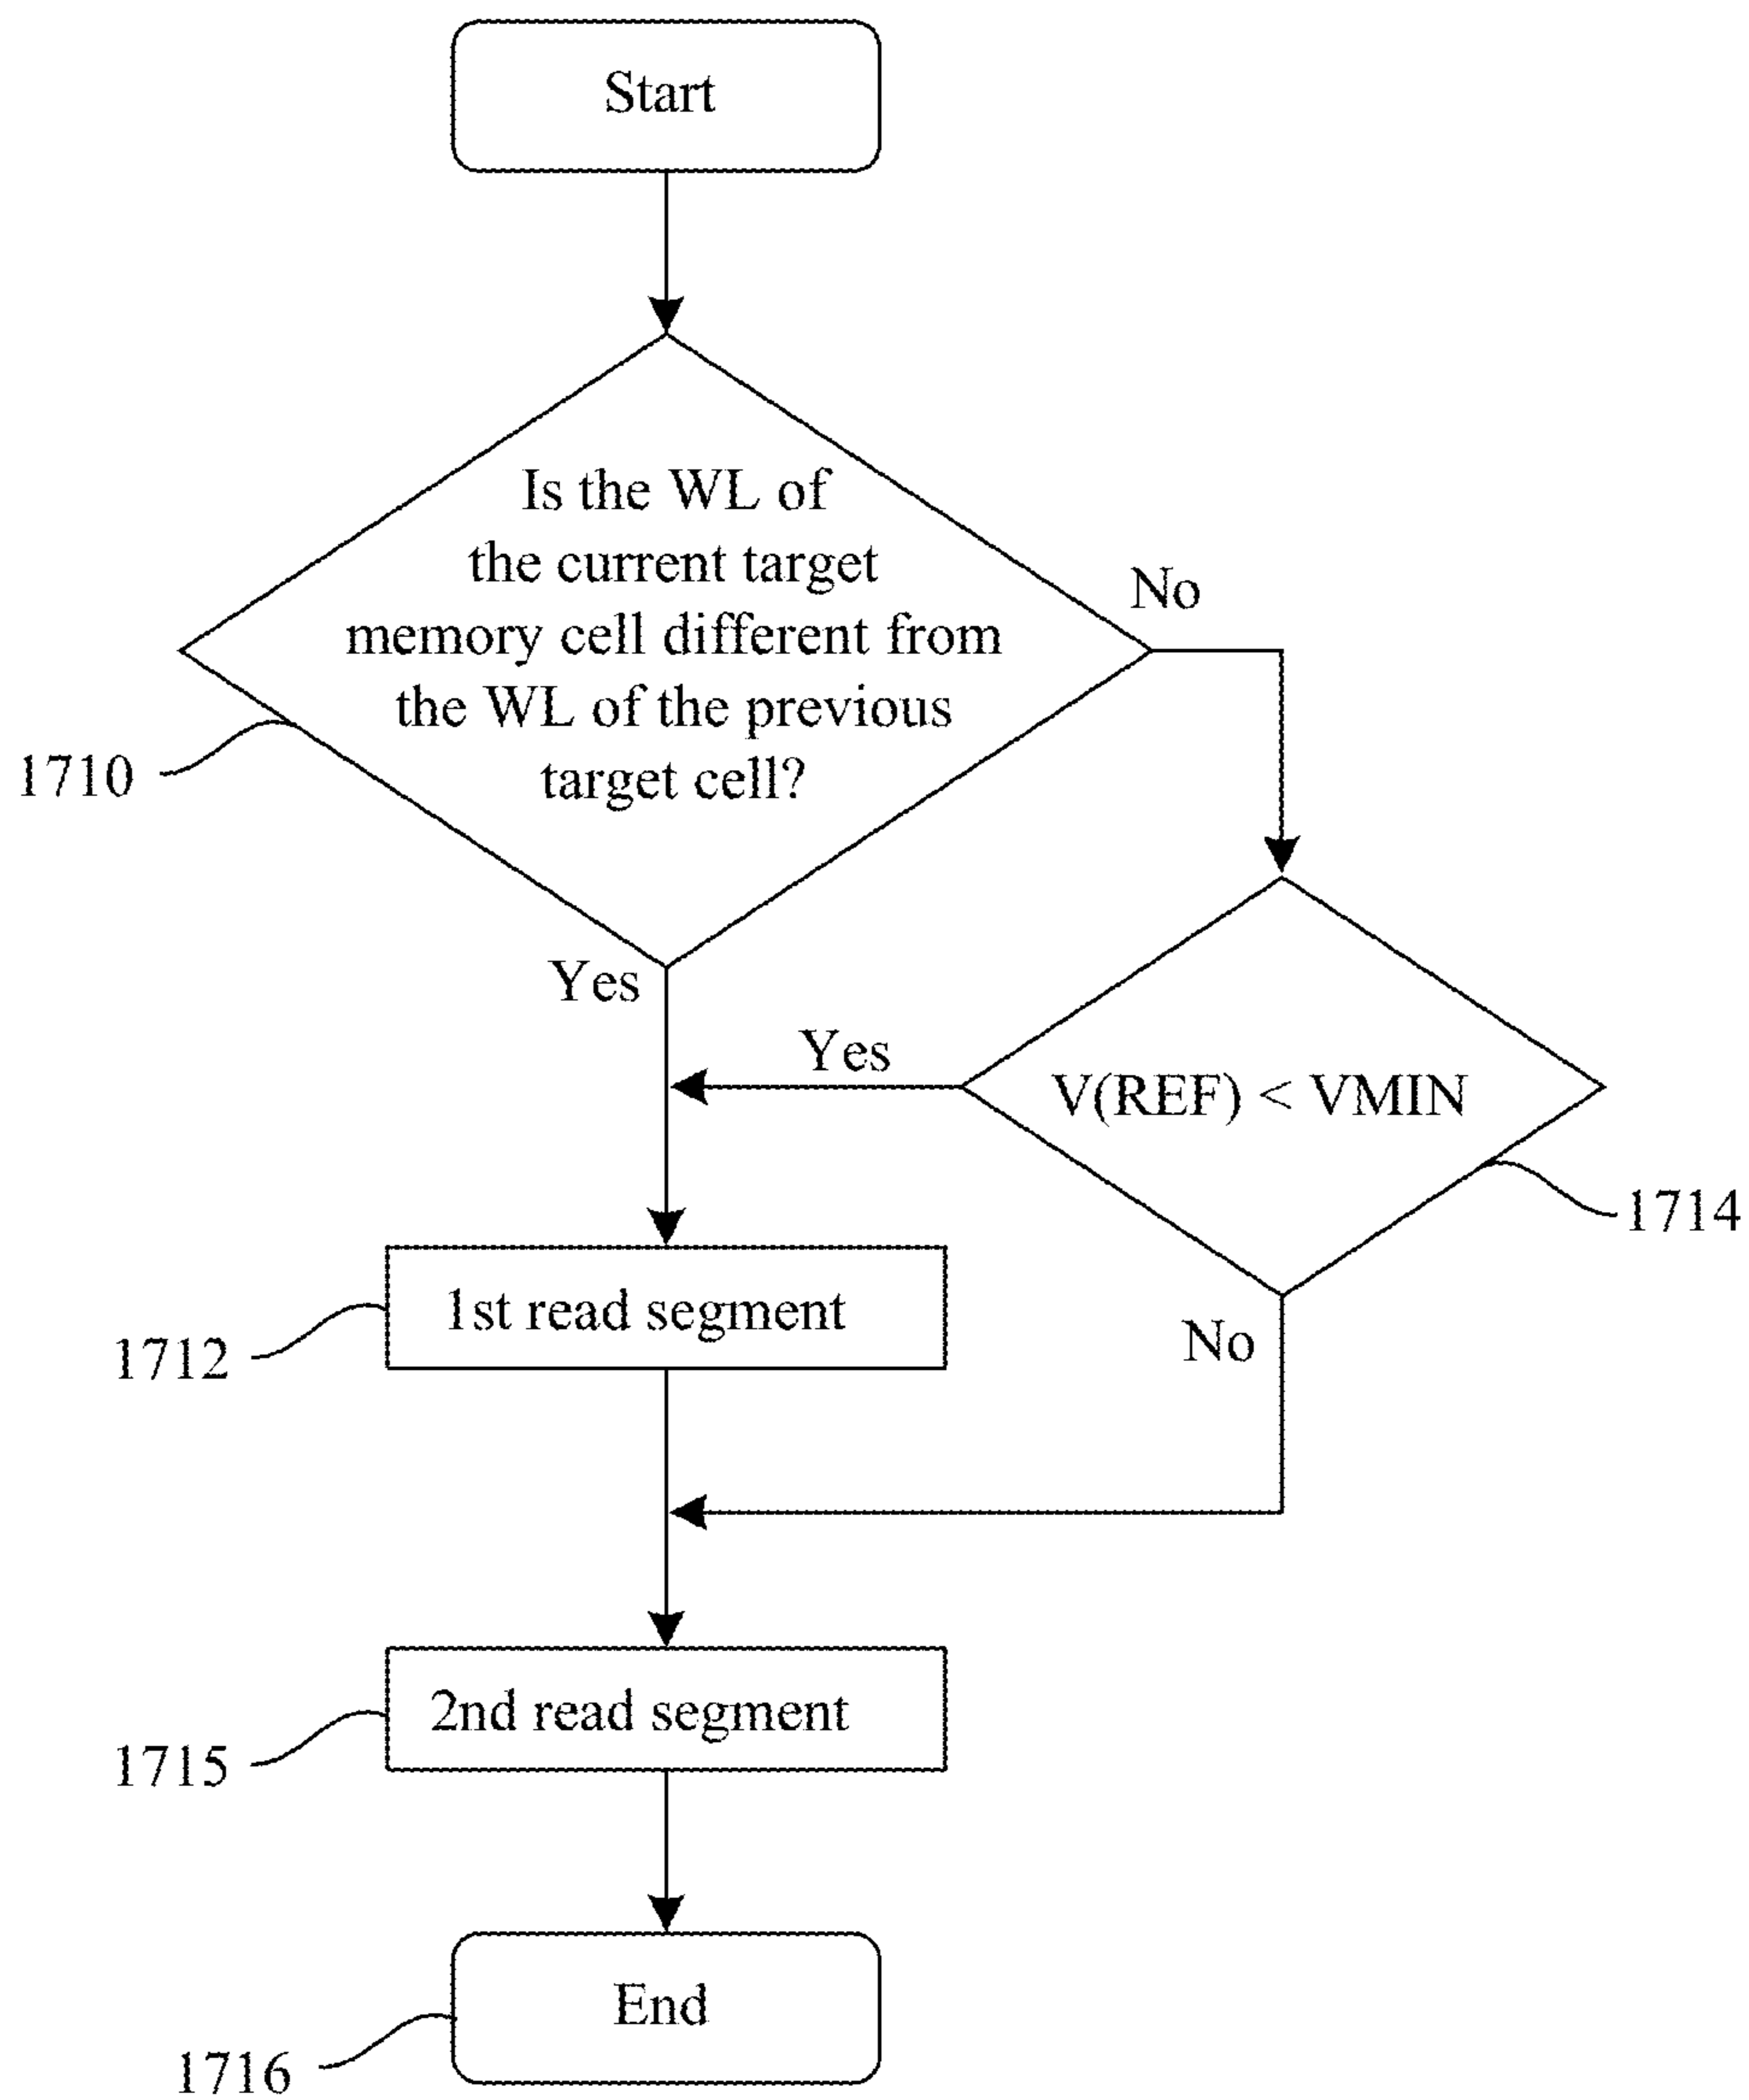 Start
Is the WL of
the current target
memory cell different from
the WL of the previous
target cell?
1710
No
Yes
Yes
V(REF) < VMIN
1714
1st read segment
1712
No
2nd read segment
1715
End
1716